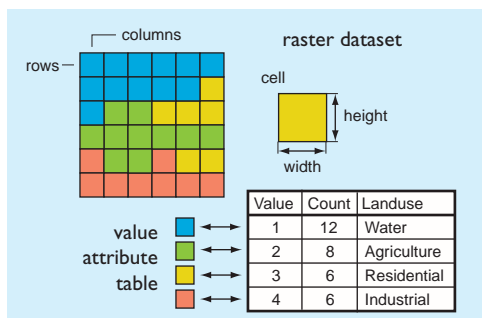 columns
raster dataset
rows
cell
height
width
value
attribute
table
Value Count Landuse
1 12 Water
2 8 Agriculture
3 6 Residential
4 6 Industrial